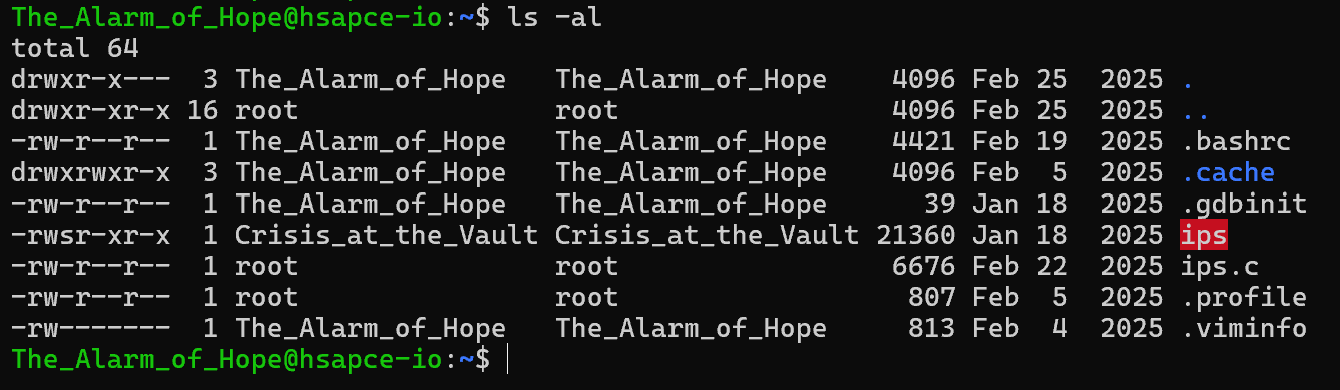 The_Alarm_of_Hope@hsapce-io:~$ ls -al
total 64
drwxr-x---  3 The_Alarm_of_Hope   The_Alarm_of_Hope    4096 Feb 25  2025 .
drwxr-xr-x 16 root                root                 4096 Feb 25  2025 ..
-rw-r--r--  1 The_Alarm_of_Hope   The_Alarm_of_Hope    4421 Feb 19  2025 .bashrc
drwxrwxr-x  3 The_Alarm_of_Hope   The_Alarm_of_Hope    4096 Feb  5  2025 .cache
-rw-r--r--  1 The_Alarm_of_Hope   The_Alarm_of_Hope      39 Jan 18  2025 .gdbinit
-rwsr-xr-x  1 Crisis_at_the_Vault Crisis_at_the_Vault 21360 Jan 18  2025 ips
-rw-r--r--  1 root                root                 6676 Feb 22  2025 ips.c
-rw-r--r--  1 root                root                  807 Feb  5  2025 .profile
-rw-------  1 The_Alarm_of_Hope   The_Alarm_of_Hope     813 Feb  4  2025 .viminfo
The_Alarm_of_Hope@hsapce-io:~$